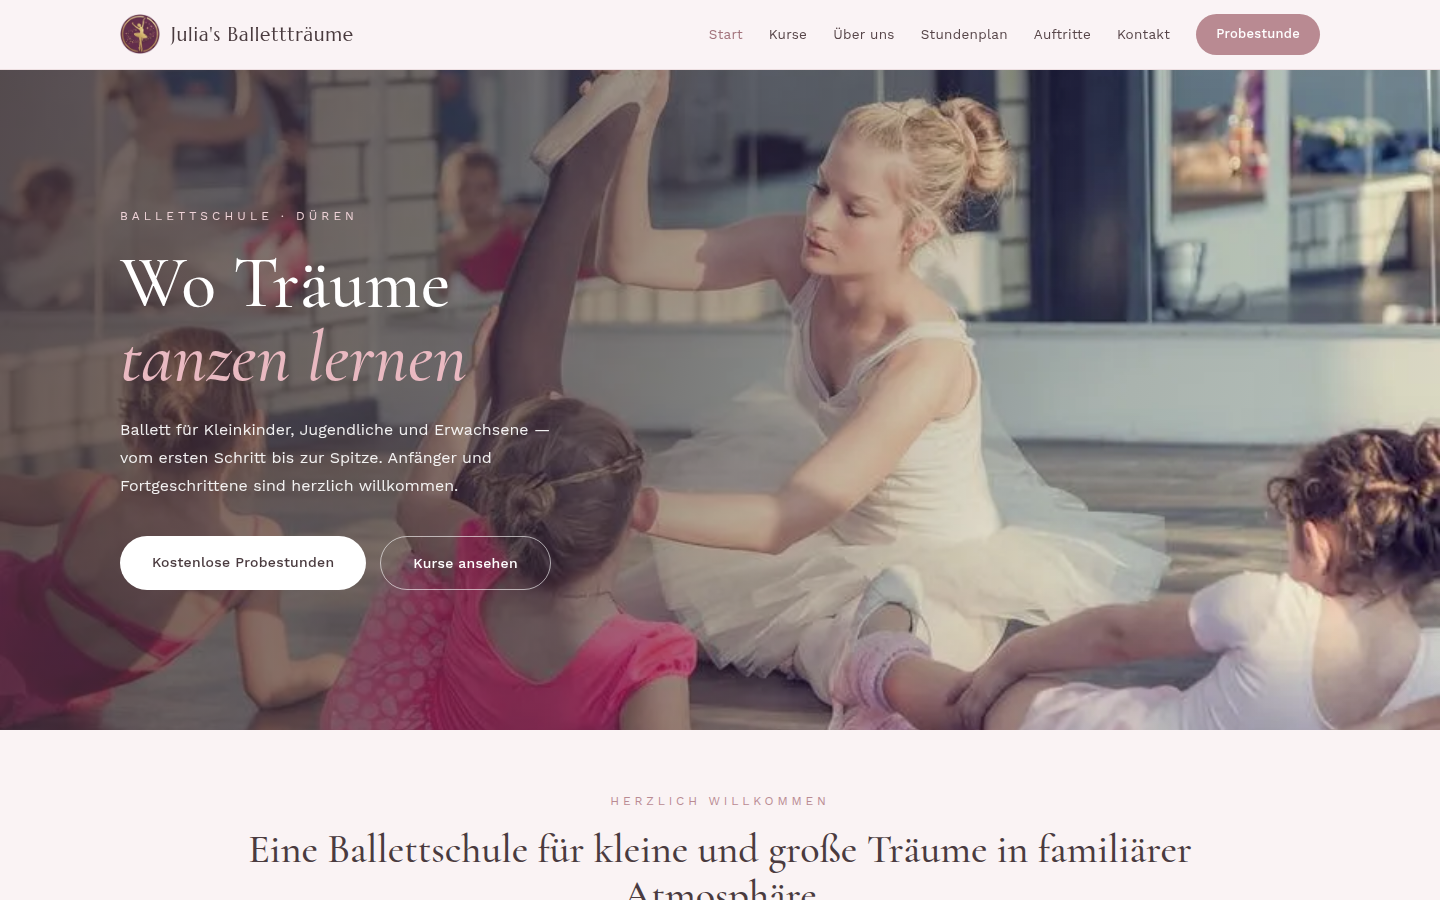 Julia's Ballettträume
Start
Kurse
Über uns
Stundenplan
Auftritte
Kontakt
Probestunde
BALLETTSCHULE · DÜREN
Wo Träume
tanzen lernen
Ballett für Kleinkinder, Jugendliche und Erwachsene —
vom ersten Schritt bis zur Spitze. Anfänger und
Fortgeschrittene sind herzlich willkommen.
Kostenlose Probestunden
Kurse ansehen
HERZLICH WILLKOMMEN
Eine Ballettschule für kleine und große Träume in familiärer
Atmosphäre